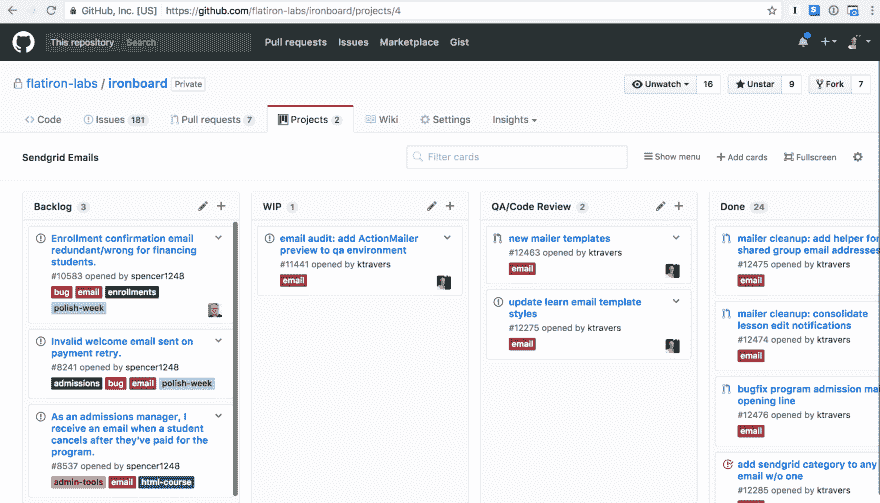 GitHub, Inc. [US]
https://github.com/flatiron-labs/ironboard/projects/4
This repository
Search
Pull requests
Issues
Marketplace
Gist
flatiron-labs / ironboard
Private
Unwatch
16
Unstar
9
Fork
7
Code
Issues 181
Pull requests 7
Projects 2
Wiki
Settings
Insights
Sendgrid Emails
Filter cards
Show menu
Add cards
Fullscreen
Backlog 3
Enrollment confirmation email
redundant/wrong for financing
students.
#10583 opened by spencer1248
bug email enrollments
polish-week
Invalid welcome email sent on
payment retry.
#8241 opened by spencer1248
admissions bug email polish-week
As an admissions manager, I
receive an email when a student
cancels after they've paid for the
program.
#8537 opened by spencer1248
admin-tools email html-course
WIP 1
email audit: add ActionMailer
preview to qa environment
#11441 opened by ktravers
email
QA/Code Review 2
new mailer templates
#12463 opened by ktravers
email
update learn email template
styles
#12275 opened by ktravers
email
Done 24
mailer cleanup: add helper for
shared group email addresses
#12475 opened by ktravers
email
mailer cleanup: consolidate
lesson edit notifications
#12474 opened by ktravers
email
bugfix program admission mai
opening line
#12476 opened by ktravers
email
add sendgrid category to any
email w/o one
#12285 opened by ktravers